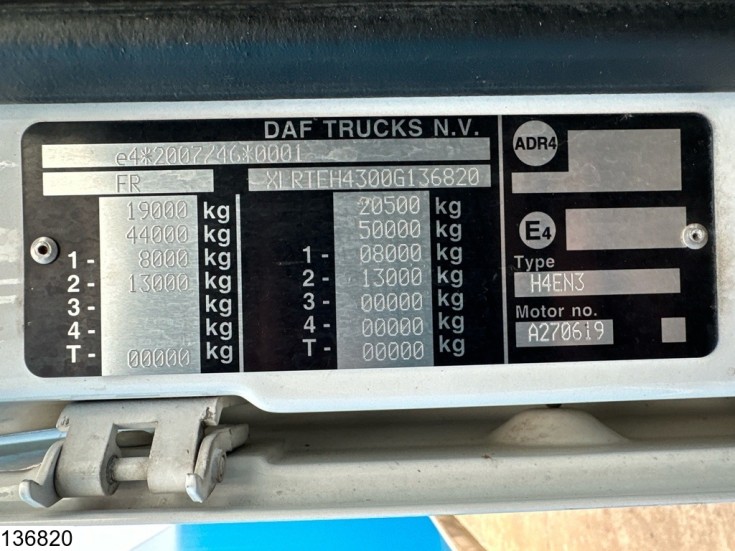 DAF TRUCKS N.V.
e4*2007/46*0001
FR XLRTEH4300G136820
19000 kg 20500 kg
44000 kg 50000 kg
1- 8000 kg 1- 08000 kg
2- 13000 kg 2- 13000 kg
3- kg 3- 00000 kg
4- kg 4- 00000 kg
T- 00000 kg T- 00000 kg
ADR4
E4
Type
H4EN3
Motor no.
A270619
136820